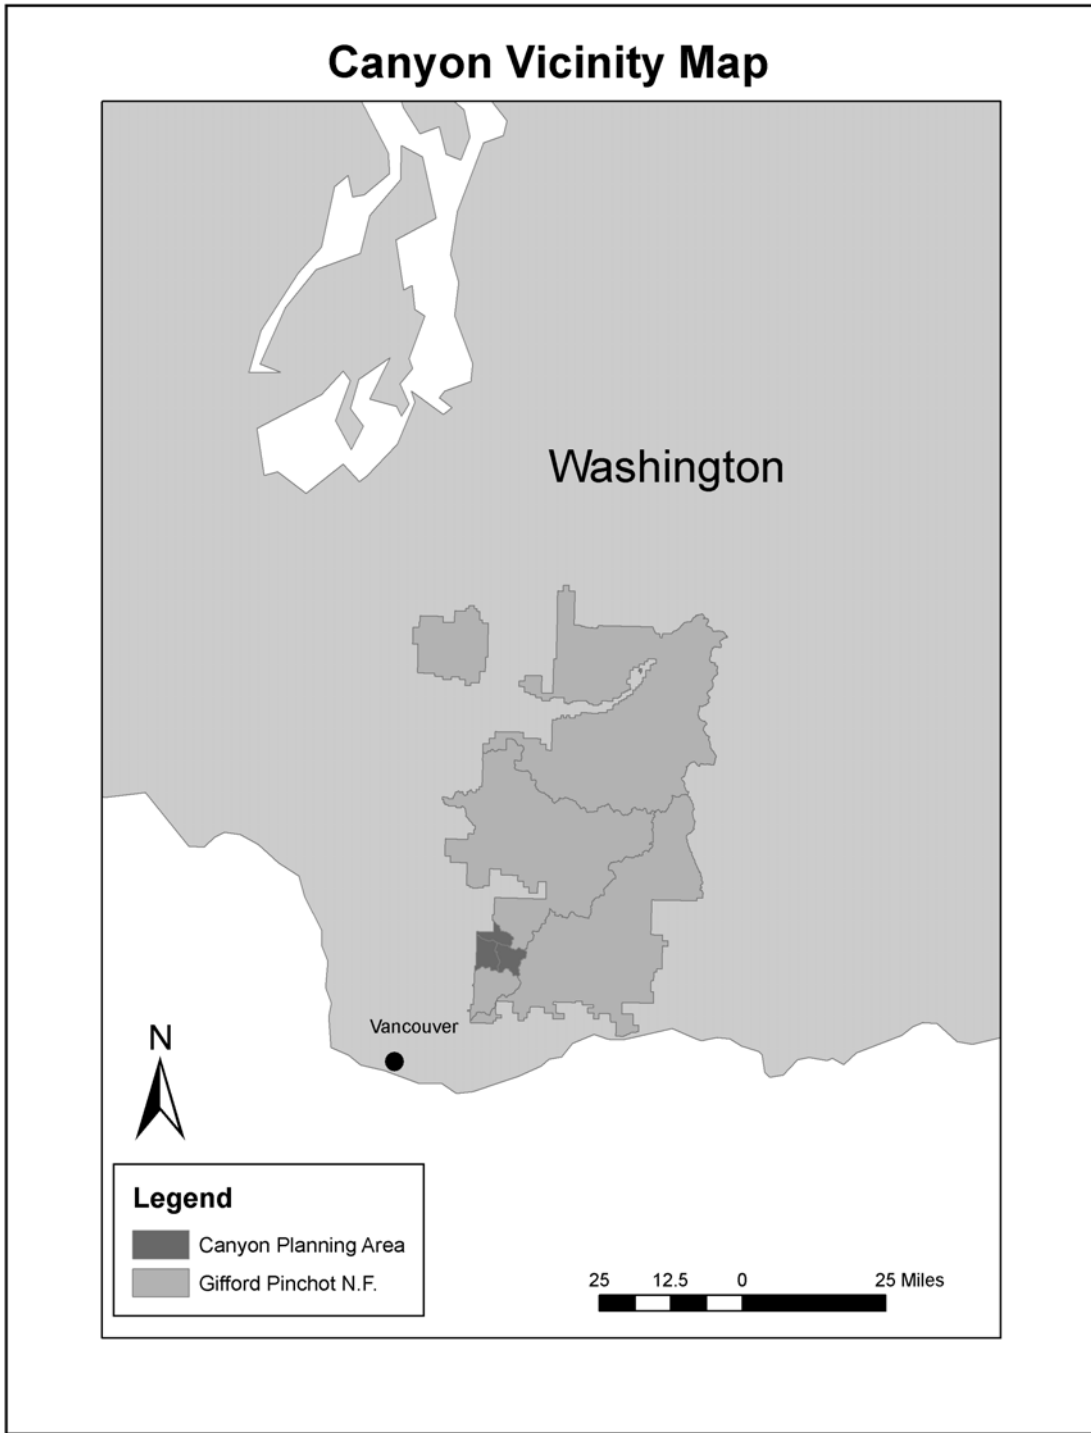 Canyon Vicinity Map
Washington
Vancouver
N
Legend
Canyon Planning Area
Gifford Pinchot N.F.
25 12.5 0 25 Miles